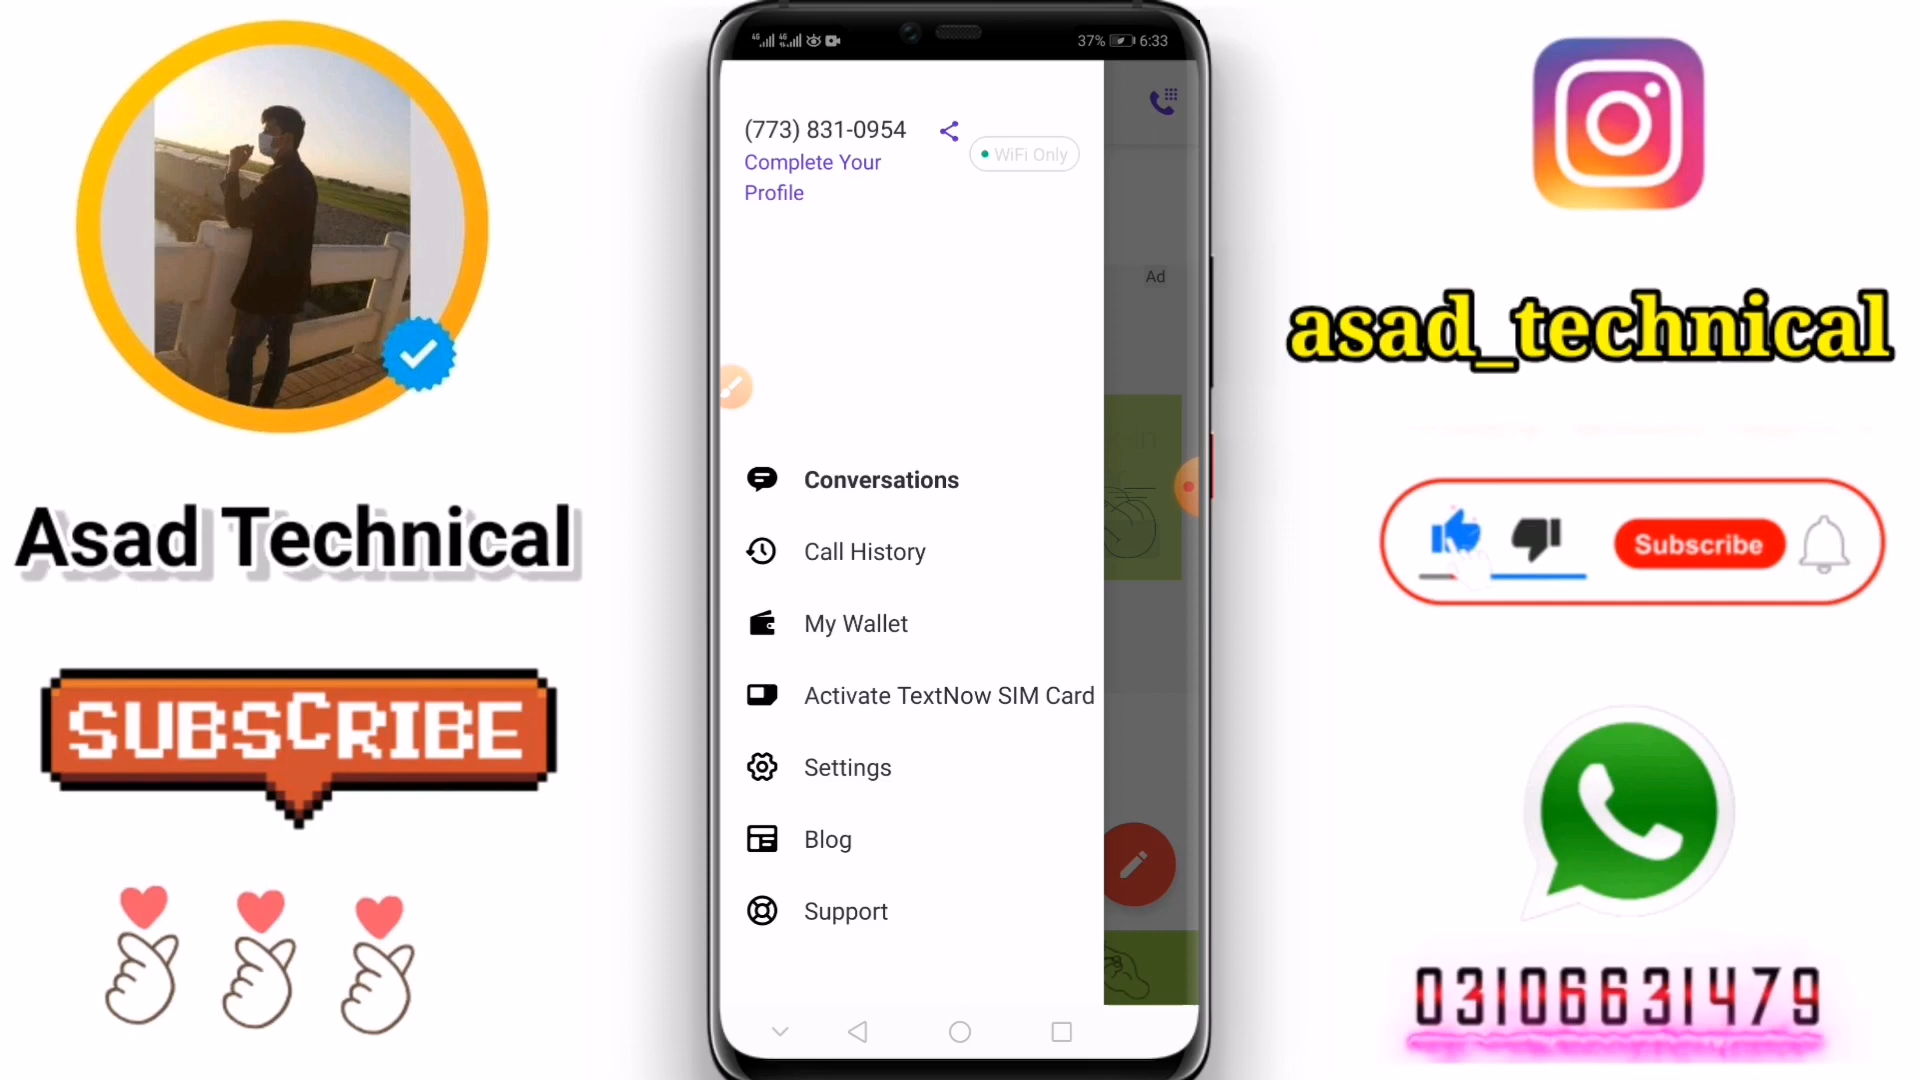 37% 6:33
(773) 831-0954
WiFi Only
Complete Your
Profile
Ad
Conversations
Call History
My Wallet
Activate TextNow SIM Card
Settings
Blog
Support
Asad Technical
SUBSCRIBE
asad_technical
Subscribe
03106631479